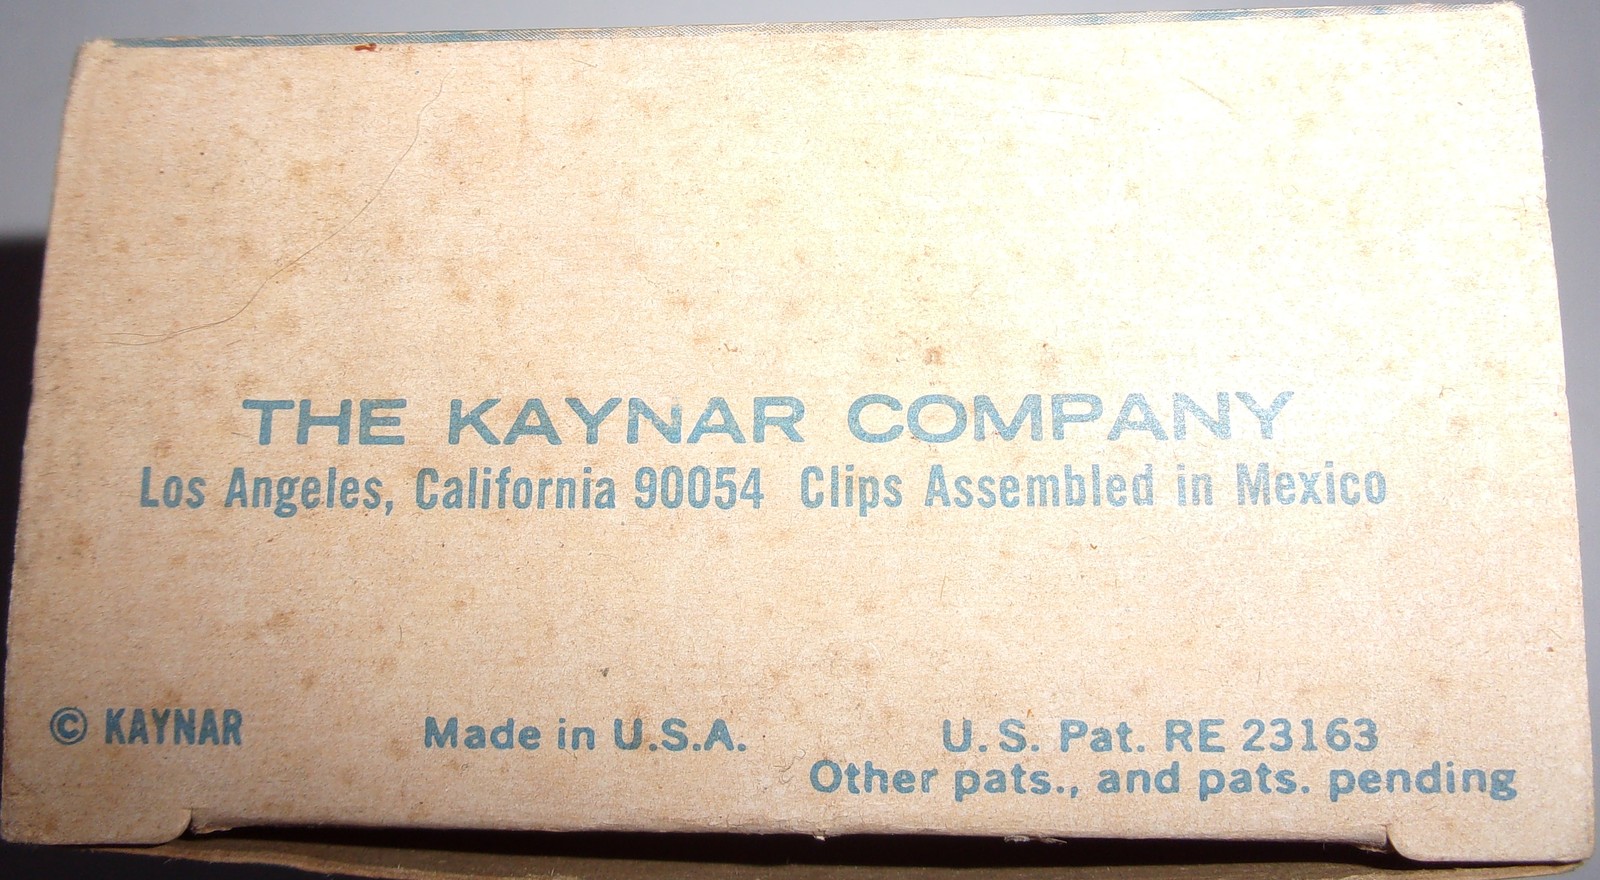 THE KAYNAR COMPANY
Los Angeles, California 90054 Clips Assembled in Mexico
© KAYNAR Made in U.S.A. U.S. Pat. RE 23163
Other pats., and pats. pending